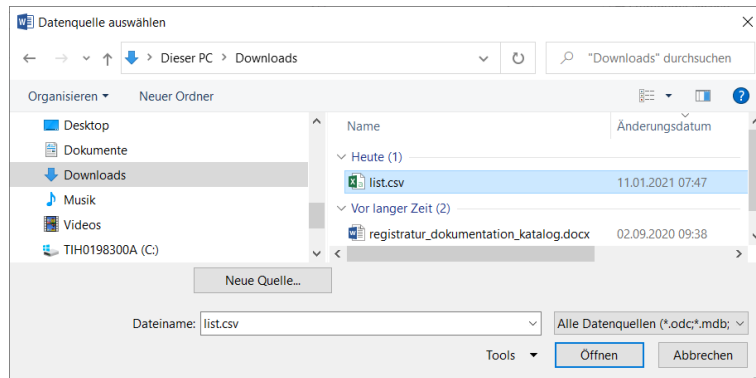 Datenquelle auswählen
Dieser PC > Downloads
"Downloads" durchsuchen
Organisieren
Neuer Ordner
Desktop
Dokumente
Downloads
Musik
Videos
TIH0198300A (C:)
Name
Änderungsdatum
Heute (1)
list.csv
11.01.2021 07:47
Vor langer Zeit (2)
registratur_dokumentation_katalog.docx
02.09.2020 09:38
Neue Quelle...
Dateiname:
list.csv
Alle Datenquellen (*.odc;*.mdb;
Tools
Öffnen
Abbrechen